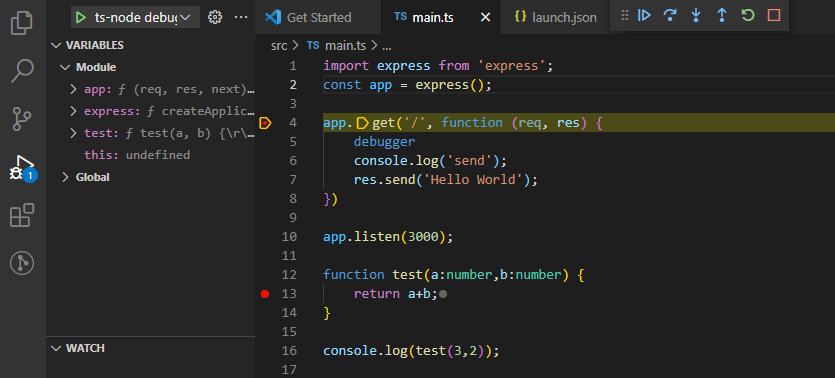 ts-node debug
...
Get Started
TS main.ts
{} launch.json
VARIABLES
Module
app: ƒ (req, res, next)…
express: ƒ createApplic…
test: ƒ test(a, b) {\r\…
this: undefined
Global
1
WATCH
src > TS main.ts > ...
1 import express from 'express';
2 const app = express();
3
4 app.get('/', function (req, res) {
5 debugger
6 console.log('send');
7 res.send('Hello World');
8 })
9
10 app.listen(3000);
11
12 function test(a:number,b:number) {
13 return a+b;
14 }
15
16 console.log(test(3,2));
17